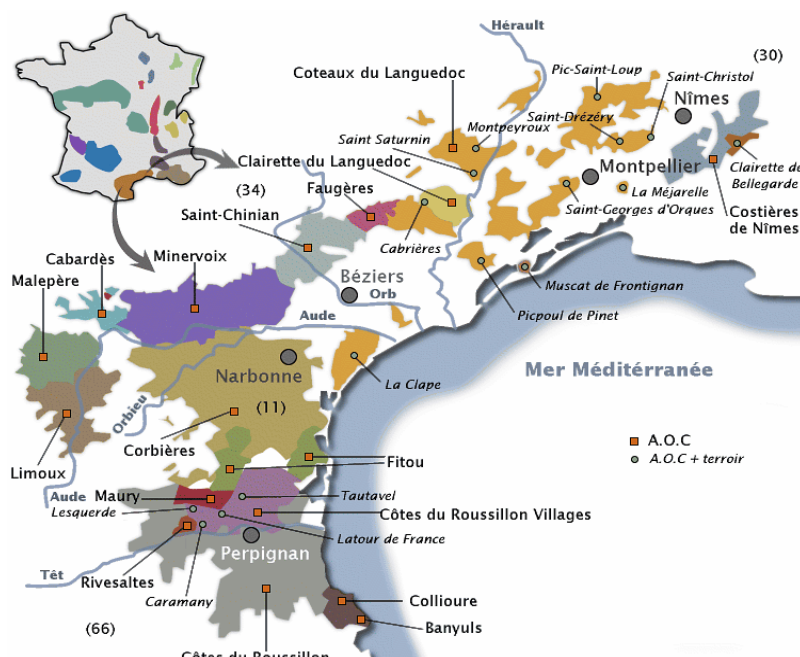 Hérault
(30)
Coteaux du Languedoc
Pic-Saint-Loup
Saint-Christol
Nîmes
Saint-Drézéry
Montpeyroux
Saint Saturnin
Clairette du Languedoc
Montpellier
Clairette de
Bellegarde
(34)
Faugères
La Méjarelle
Saint-Georges d'Orques
Costières
de Nîmes
Saint-Chinian
Cabrières
Cabardès
Minervoix
Malepère
Béziers
Orb
Muscat de Frontignan
Aude
Picpoul de Pinet
Narbonne
La Clape
Mer Méditérranée
Orbieu
(11)
Corbières
A.O.C
A.O.C + terroir
Limoux
Fitou
Aude
Maury
Tautavel
Lesquerde
Côtes du Roussillon Villages
Latour de France
Perpignan
Têt
Rivesaltes
Caramany
Collioure
(66)
Banyuls
Côtes du Roussillon